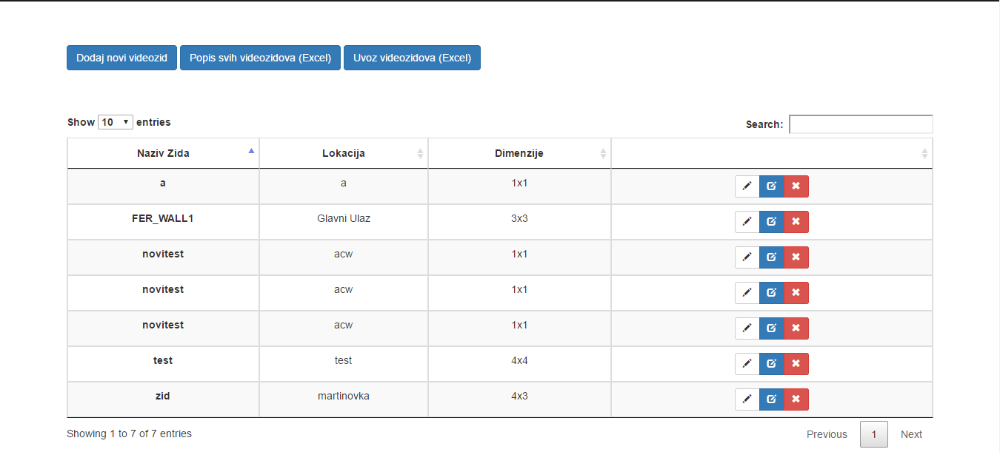 Dodaj novi videozid Popis svih videozidova (Excel) Uvoz videozidova (Excel)
Show 10 entries Search:
Naziv Zida Lokacija Dimenzije
a a 1x1
FER_WALL1 Glavni Ulaz 3x3
novitest acw 1x1
novitest acw 1x1
novitest acw 1x1
test test 4x4
zid martinovka 4x3
Showing 1 to 7 of 7 entries Previous 1 Next